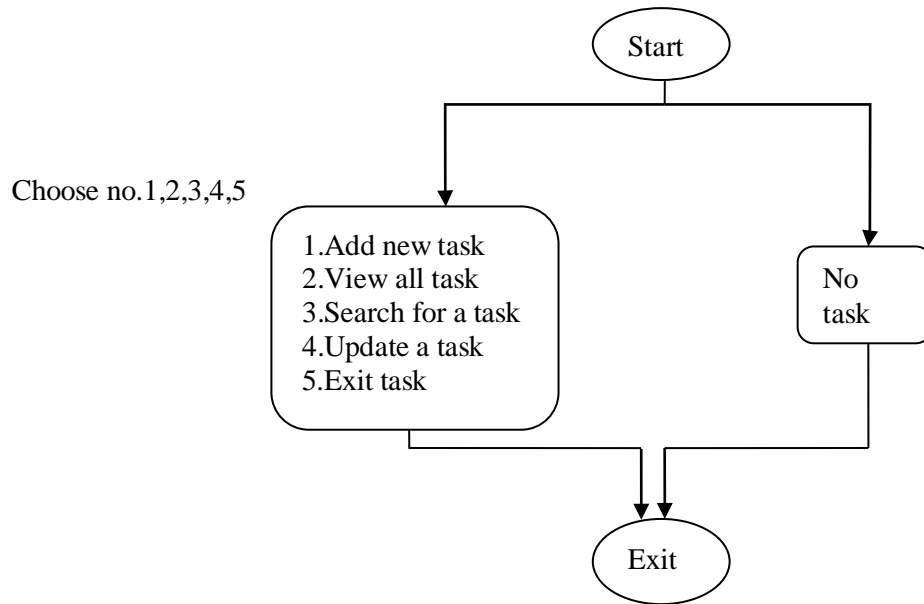 Start
Choose no.1,2,3,4,5
1.Add new task
2.View all task
3.Search for a task
4.Update a task
5.Exit task
No
task
Exit